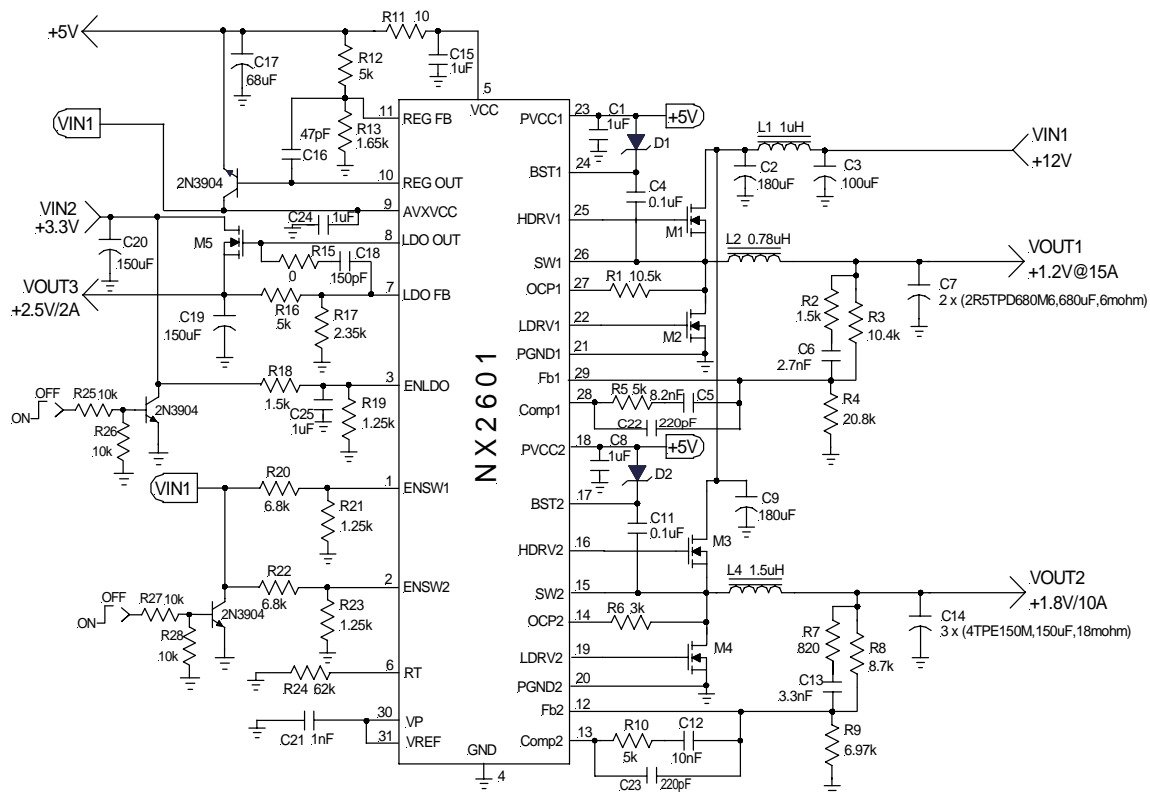 +5V
R11 10
C17
68uF
R12
5k
C15
1uF
5
VCC
VIN1
11
REG FB
47pF
C16
R13
1.65k
2N3904
10
REG OUT
9
AVXVCC
VIN2
+3.3V
C24
1uF
C20
150uF
M5
8
LDO OUT
R15
0
C18
150pF
VOUT3
+2.5V/2A
7
LDO FB
C19
150uF
R16
5k
R17
2.35k
OFF
ON
R25 10k
2N3904
R26
10k
R18
1.5k
C25
1uF
R19
1.25k
3
ENLDO
VIN1
R20
6.8k
R21
1.25k
1
ENSW1
OFF
ON
R27 10k
2N3904
R28
10k
R22
6.8k
R23
1.25k
2
ENSW2
R24 62k
6
RT
C21 1nF
30
VP
31
VREF
GND
4
NX2601
PVCC1
23
C1
1uF
+5V
D1
BST1
24
C4
0.1uF
L1 1uH
VIN1
+12V
C2
180uF
C3
100uF
HDRV1
25
M1
SW1
26
L2 0.78uH
VOUT1
+1.2V@15A
OCP1
27
R1 10.5k
C7
2 x (2R5TPD680M6,680uF,6mohm)
LDRV1
22
M2
R2
1.5k
R3
10.4k
PGND1
21
C6
2.7nF
Fb1
29
Comp1
28
R5 5k
8.2nF C5
C22 220pF
R4
20.8k
PVCC2
18
C8
1uF
+5V
D2
BST2
17
C11
0.1uF
C9
180uF
HDRV2
16
M3
SW2
15
L4 1.5uH
VOUT2
+1.8V/10A
OCP2
14
R6 3k
C14
3 x (4TPE150M,150uF,18mohm)
LDRV2
19
M4
R7
820
R8
8.7k
PGND2
20
C13
3.3nF
Fb2
12
Comp2
13
R10
5k
C12
10nF
C23 220pF
R9
6.97k